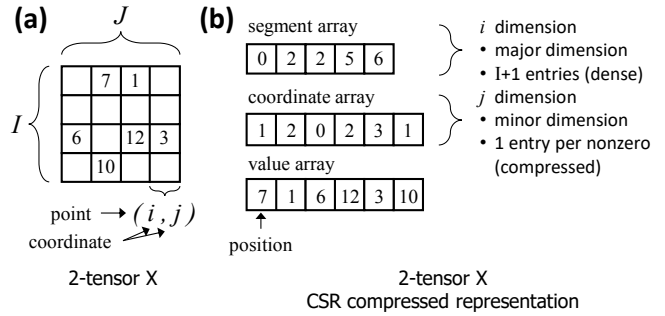 (a)
J
I
7 1
6 12 3
10
point → ( i , j )
coordinate
2-tensor X
(b)
segment array
0 2 2 5 6
coordinate array
1 2 0 2 3 1
value array
7 1 6 12 3 10
position
i dimension
• major dimension
• I+1 entries (dense)
j dimension
• minor dimension
• 1 entry per nonzero
(compressed)
2-tensor X
CSR compressed representation